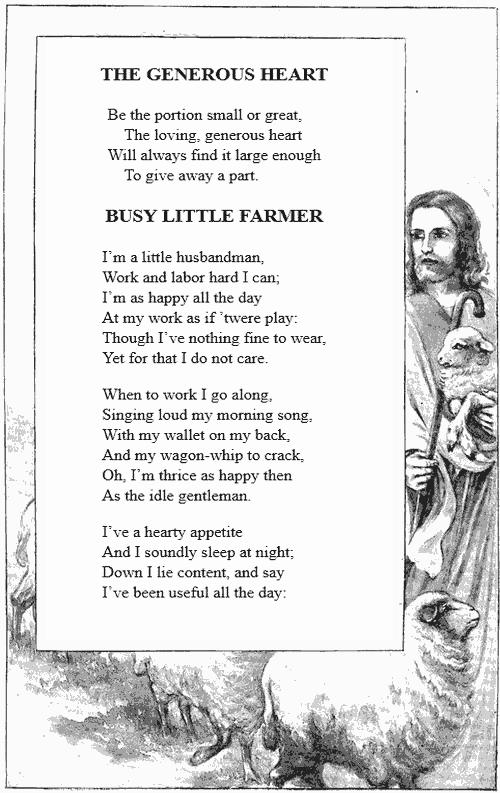 THE GENEROUS HEART
Be the portion small or great,
The loving, generous heart
Will always find it large enough
To give away a part.
BUSY LITTLE FARMER
I’m a little husbandman,
Work and labor hard I can;
I’m as happy all the day
At my work as if ’twere play:
Though I’ve nothing fine to wear,
Yet for that I do not care.
When to work I go along,
Singing loud my morning song,
With my wallet on my back,
And my wagon-whip to crack,
Oh, I’m thrice as happy then
As the idle gentleman.
I’ve a hearty appetite
And I soundly sleep at night;
Down I lie content, and say
I’ve been useful all the day: